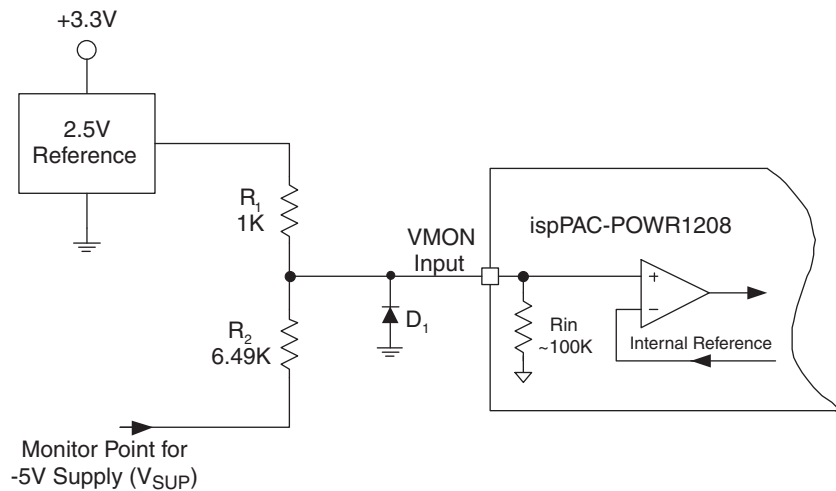 +3.3V
2.5V
Reference
R1
1K
VMON
Input
ispPAC-POWR1208
+
−
R2
6.49K
D1
Rin
~100K
Internal Reference
Monitor Point for
-5V Supply (VSUP)